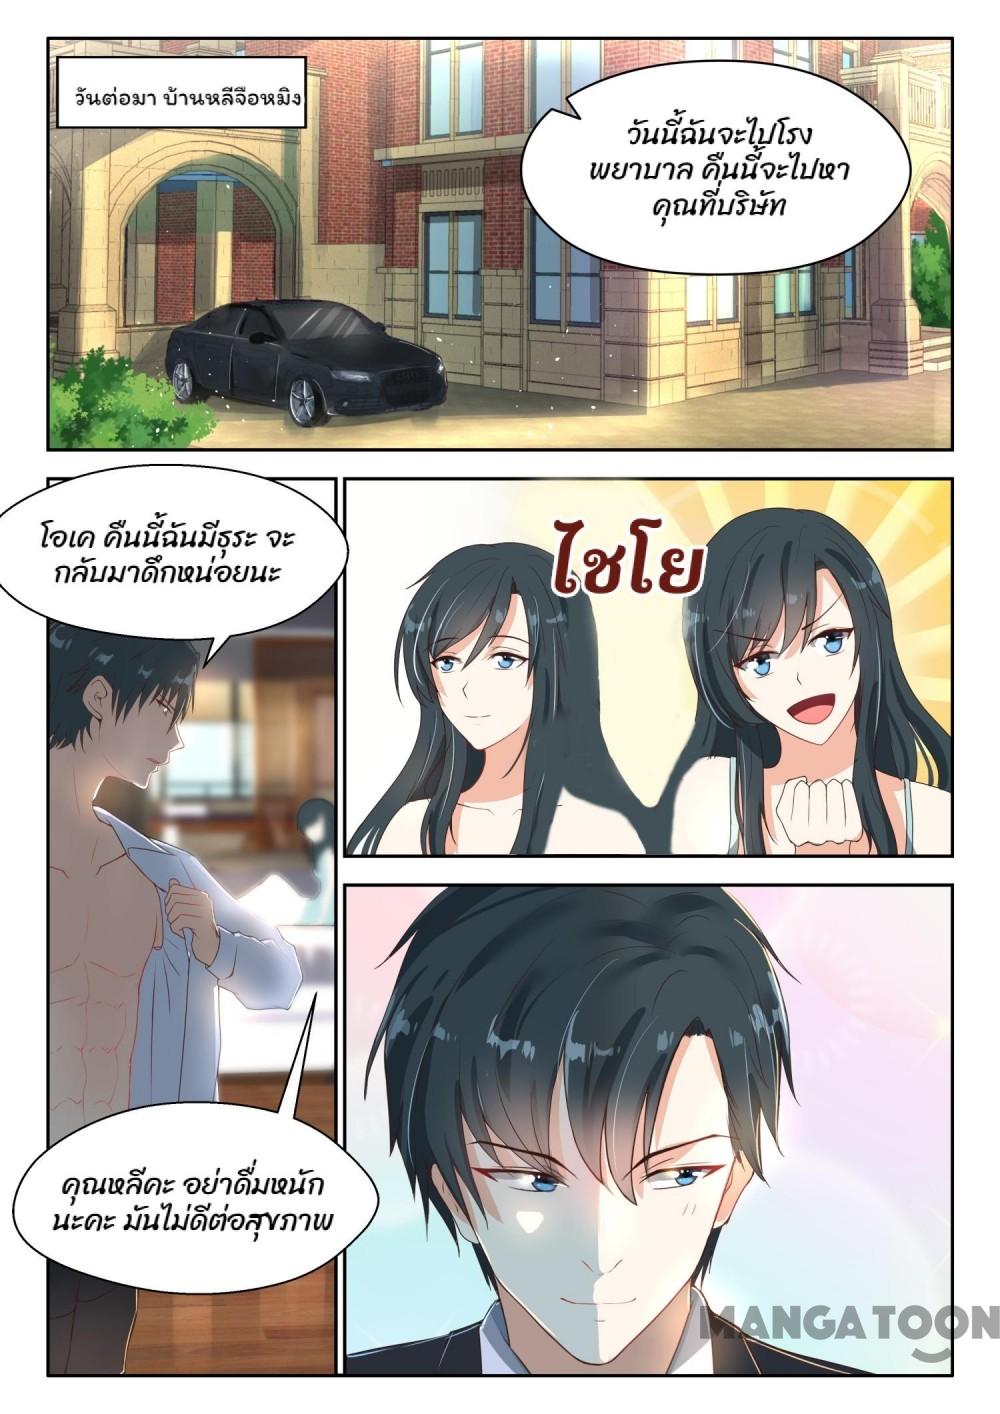 วันต่อมา บ้านหลีจือหมิง
วันนี้ฉันจะไปโรง
พยาบาล คืนนี้จะไปหา
คุณที่บริษัท
โอเค คืนนี้ฉันมีธุระ จะ
กลับมาดึกหน่อยนะ
ไชโย
คุณหลีคะ อย่าดื่มหนัก
นะคะ มันไม่ดีต่อสุขภาพ
MANGATOON